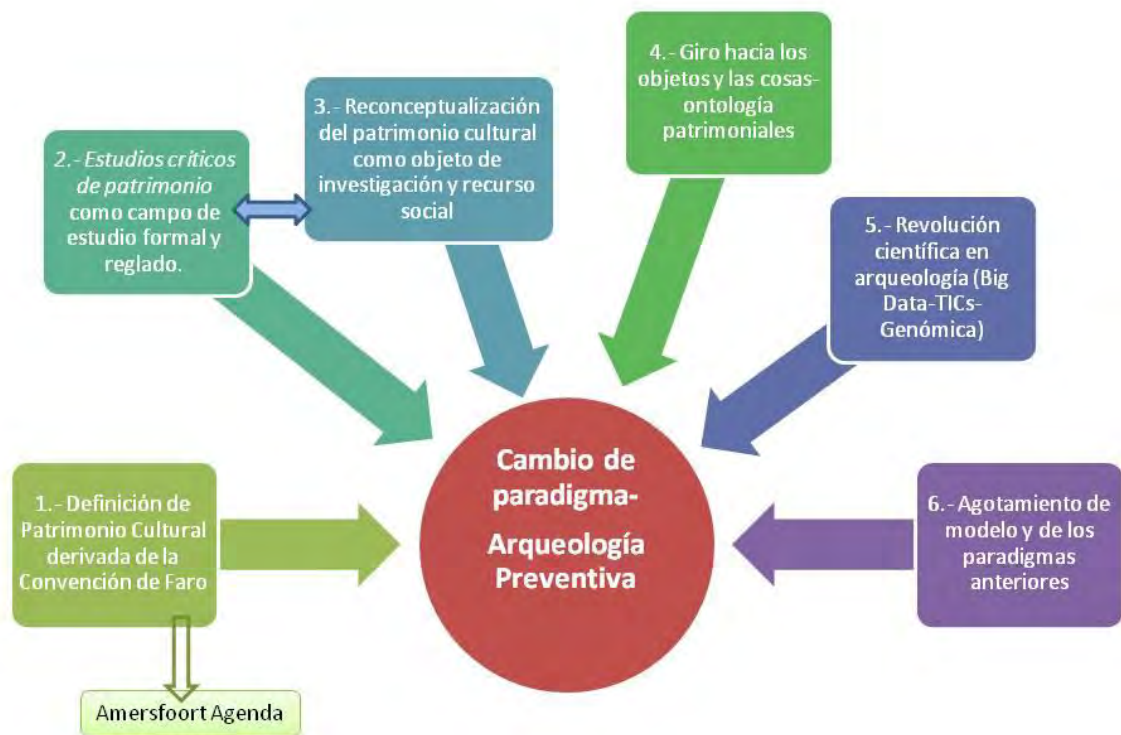 1.- Definición de
Patrimonio Cultural
derivada de la
Convención de Faro
Amersfoort Agenda
2.- Estudios críticos
de patrimonio
como campo de
estudio formal y
reglado.
3.- Reconceptualización
del patrimonio cultural
como objeto de
investigación y recurso
social
4.- Giro hacia los
objetos y las cosas-
ontología
patrimoniales
5.- Revolución
científica en
arqueología (Big
Data-TICs-
Genómica)
6.- Agotamiento de
modelo y de los
paradigmas
anteriores
Cambio de
paradigma-
Arqueología
Preventiva